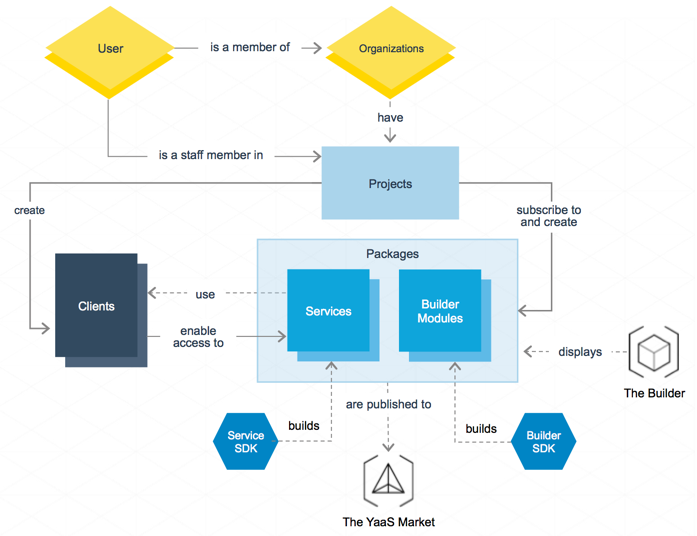 User
is a member of
Organizations
have
is a staff member in
Projects
create
subscribe to
and create
Packages
Clients
use
Services
Builder
Modules
enable
access to
displays
The Builder
are published to
builds
builds
Service
SDK
Builder
SDK
The YaaS Market